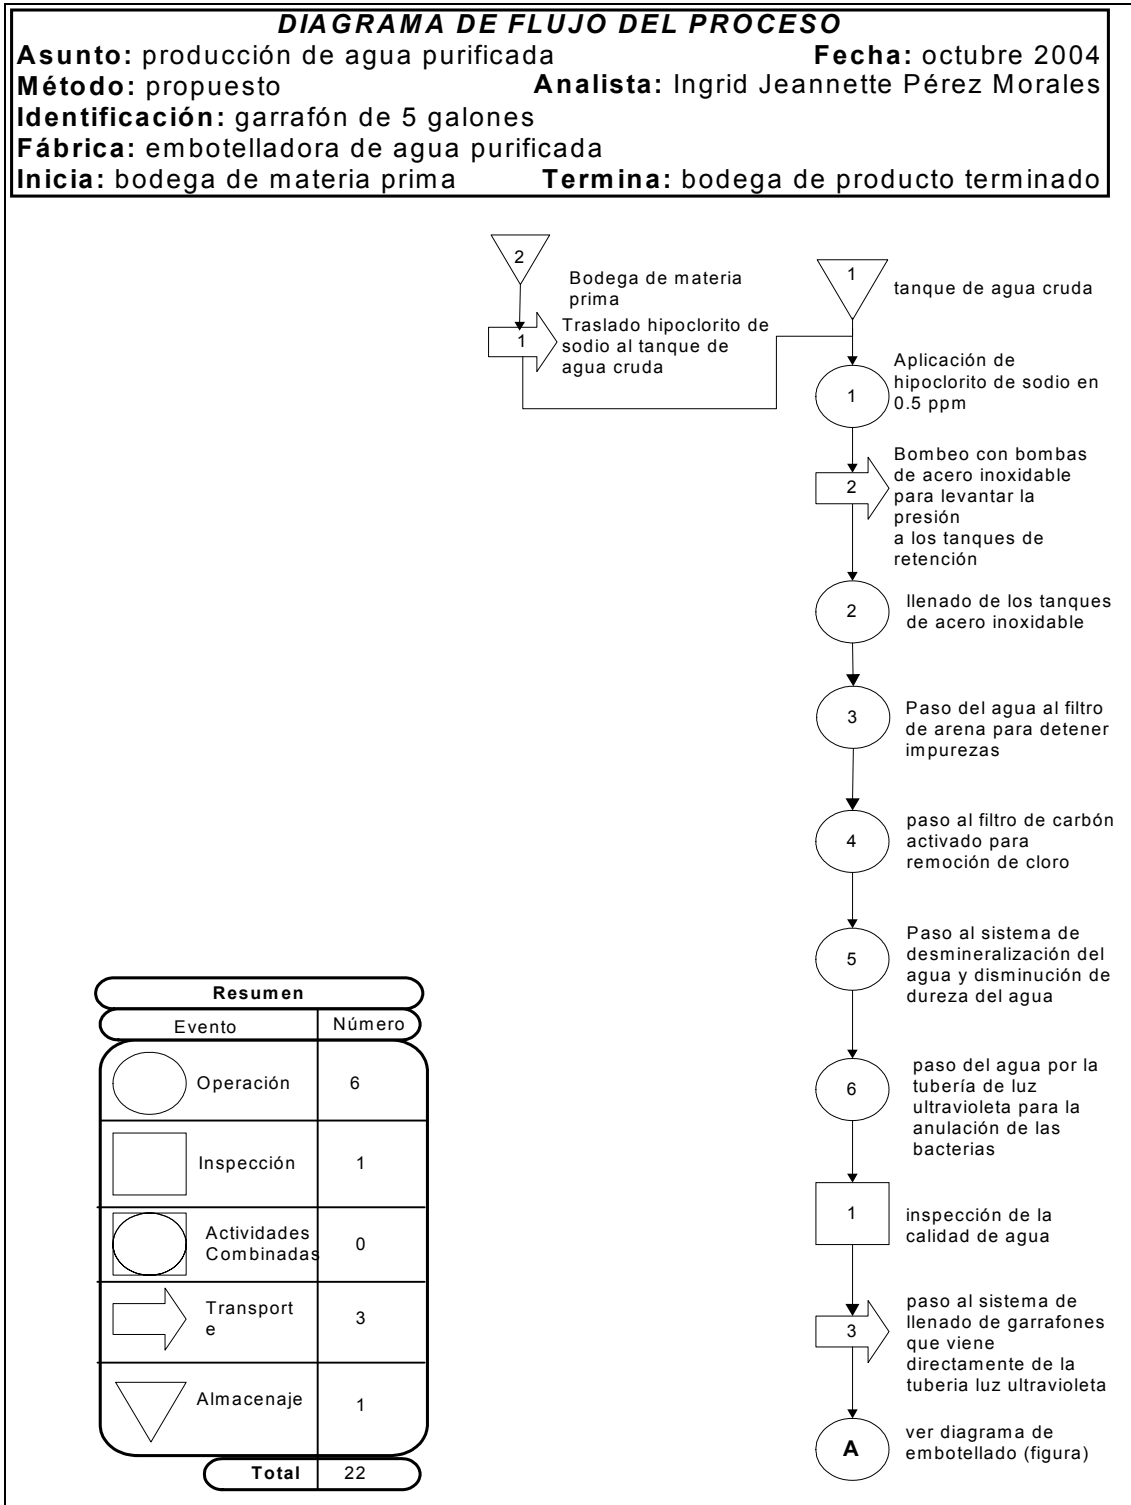 DIAGRAMA DE FLUJO DEL PROCESO
Asunto: producción de agua purificada Fecha: octubre 2004
Método: propuesto Analista: Ingrid Jeannette Pérez Morales
Identificación: garrafón de 5 galones
Fábrica: embotelladora de agua purificada
Inicia: bodega de materia prima Termina: bodega de producto terminado
2
Bodega de materia
prima
1
Traslado hipoclorito de
sodio al tanque de
agua cruda
1
tanque de agua cruda
1
Aplicación de
hipoclorito de sodio en
0.5 ppm
2
Bombeo con bombas
de acero inoxidable
para levantar la
presión
a los tanques de
retención
2
llenado de los tanques
de acero inoxidable
3
Paso del agua al filtro
de arena para detener
impurezas
4
paso al filtro de carbón
activado para
remoción de cloro
5
Paso al sistema de
desmineralización del
agua y disminución de
dureza del agua
6
paso del agua por la
tubería de luz
ultravioleta para la
anulación de las
bacterias
1
inspección de la
calidad de agua
3
paso al sistema de
llenado de garrafones
que viene
directamente de la
tuberia luz ultravioleta
A
ver diagrama de
embotellado (figura)
Resumen
Evento Número
Operación 6
Inspección 1
Actividades
Combinadas 0
Transport
e 3
Almacenaje 1
Total 22